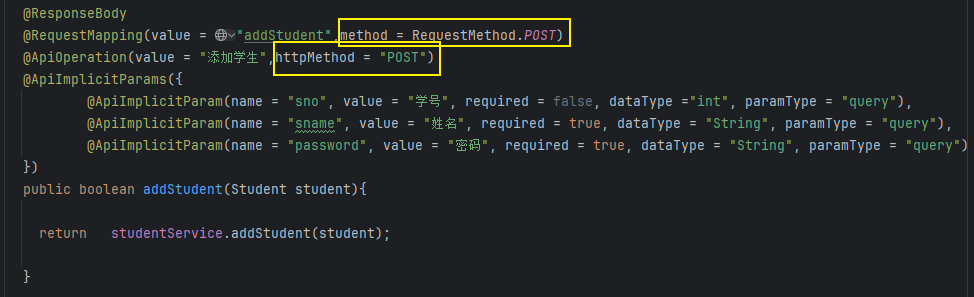 @ResponseBody
@RequestMapping(value = "addStudent",method = RequestMethod.POST)
@ApiOperation(value = "添加学生",httpMethod = "POST")
@ApiImplicitParams({
@ApiImplicitParam(name = "sno", value = "学号", required = false, dataType ="int", paramType = "query"),
@ApiImplicitParam(name = "sname", value = "姓名", required = true, dataType = "String", paramType = "query"),
@ApiImplicitParam(name = "password", value = "密码", required = true, dataType = "String", paramType = "query")
})
public boolean addStudent(Student student){
return studentService.addStudent(student);
}